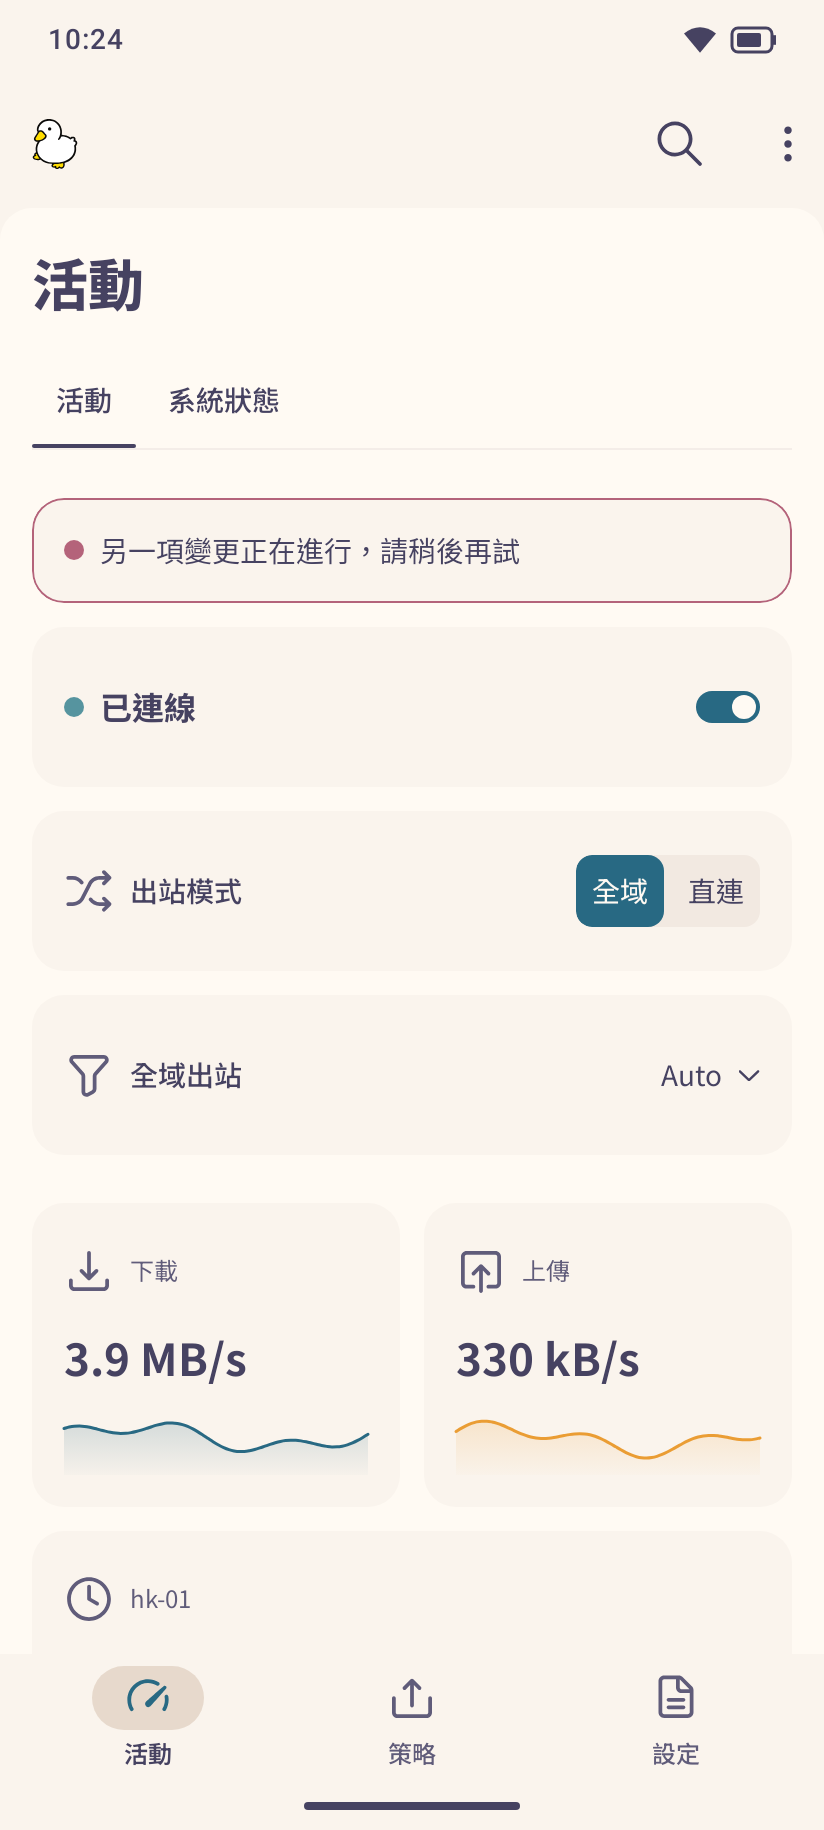 10:24
活動
活動 系統狀態
另一項變更正在進行，請稍後再試
已連線
出站模式 全域 直連
全域出站 Auto
下載 上傳
3.9 MB/s 330 kB/s
hk-01
活動 策略 設定